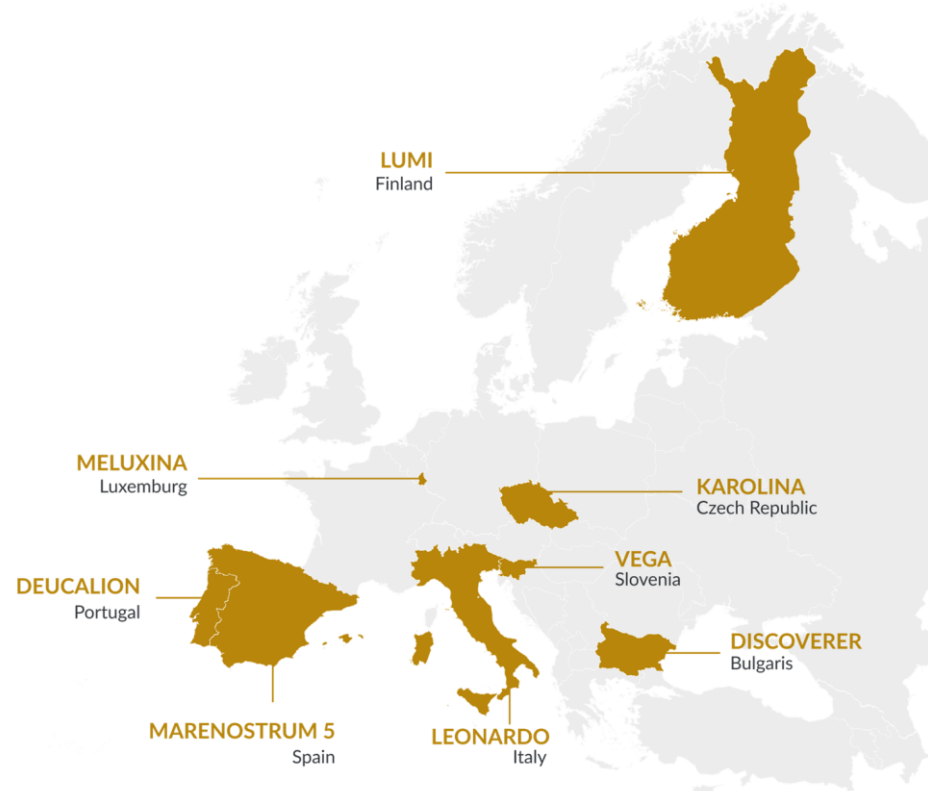 LUMI
Finland
MELUXINA
Luxemburg
KAROLINA
Czech Republic
VEGA
Slovenia
DEUCALION
Portugal
DISCOVERER
Bulgaris
MARENOSTRUM 5
Spain
LEONARDO
Italy